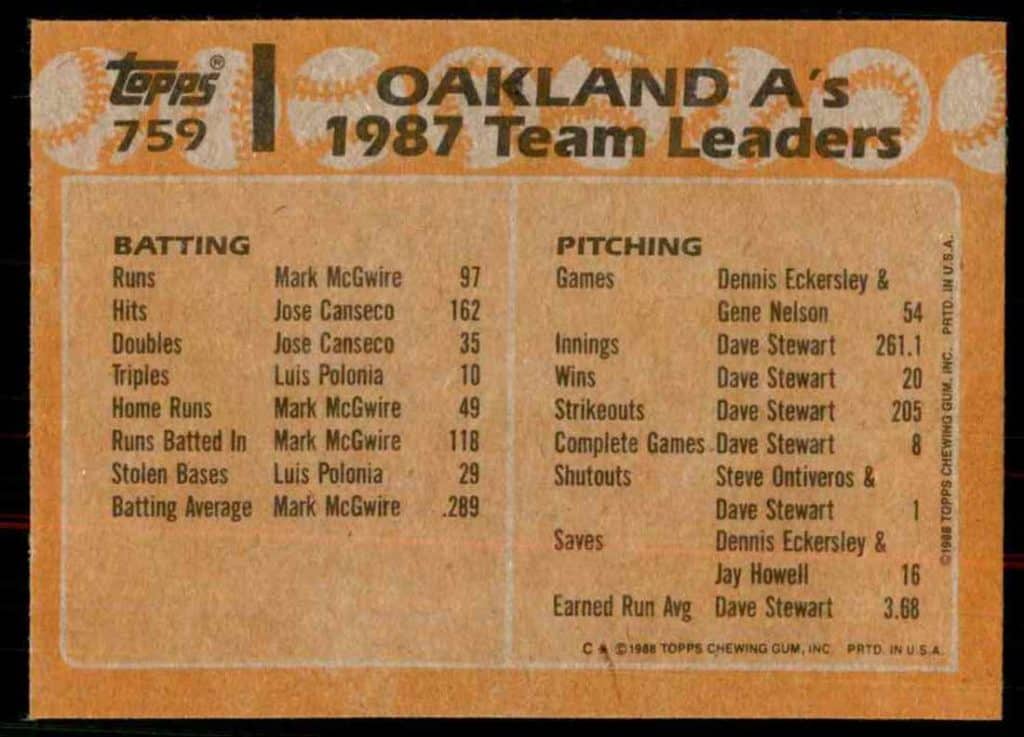 topps® OAKLAND A's
759 1987 Team Leaders
BATTING
Runs Mark McGwire 97
Hits Jose Canseco 162
Doubles Jose Canseco 35
Triples Luis Polonia 10
Home Runs Mark McGwire 49
Runs Batted In Mark McGwire 118
Stolen Bases Luis Polonia 29
Batting Average Mark McGwire .289
PITCHING
Games Dennis Eckersley &
Gene Nelson 54
Innings Dave Stewart 261.1
Wins Dave Stewart 20
Strikeouts Dave Stewart 205
Complete Games Dave Stewart 8
Shutouts Steve Ontiveros &
Dave Stewart 1
Saves Dennis Eckersley &
Jay Howell 16
Earned Run Avg Dave Stewart 3.68
C * ©1988 TOPPS CHEWING GUM, INC. PRTD. IN U.S.A.
©1988 TOPPS CHEWING GUM, INC. PRTD. IN U.S.A.